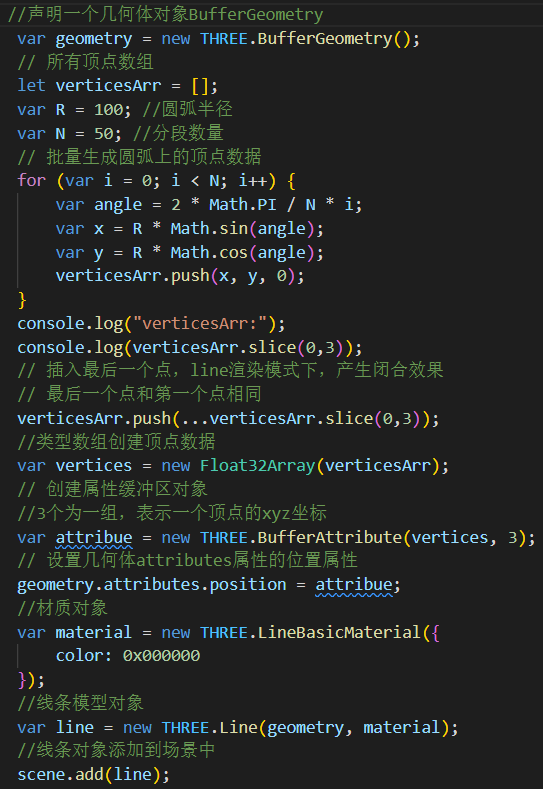 //声明一个几何体对象BufferGeometry
var geometry = new THREE.BufferGeometry();
// 所有顶点数组
let verticesArr = [];
var R = 100; //圆弧半径
var N = 50; //分段数量
// 批量生成圆弧上的顶点数据
for (var i = 0; i < N; i++) {
    var angle = 2 * Math.PI / N * i;
    var x = R * Math.sin(angle);
    var y = R * Math.cos(angle);
    verticesArr.push(x, y, 0);
}
console.log("verticesArr:");
console.log(verticesArr.slice(0,3));
// 插入最后一个点，line渲染模式下，产生闭合效果
// 最后一个点和第一个点相同
verticesArr.push(...verticesArr.slice(0,3));
//类型数组创建顶点数据
var vertices = new Float32Array(verticesArr);
// 创建属性缓冲区对象
//3个为一组，表示一个顶点的xyz坐标
var attribue = new THREE.BufferAttribute(vertices, 3);
// 设置几何体attributes属性的位置属性
geometry.attributes.position = attribue;
//材质对象
var material = new THREE.LineBasicMaterial({
    color: 0x000000
});
//线条模型对象
var line = new THREE.Line(geometry, material);
//线条对象添加到场景中
scene.add(line);